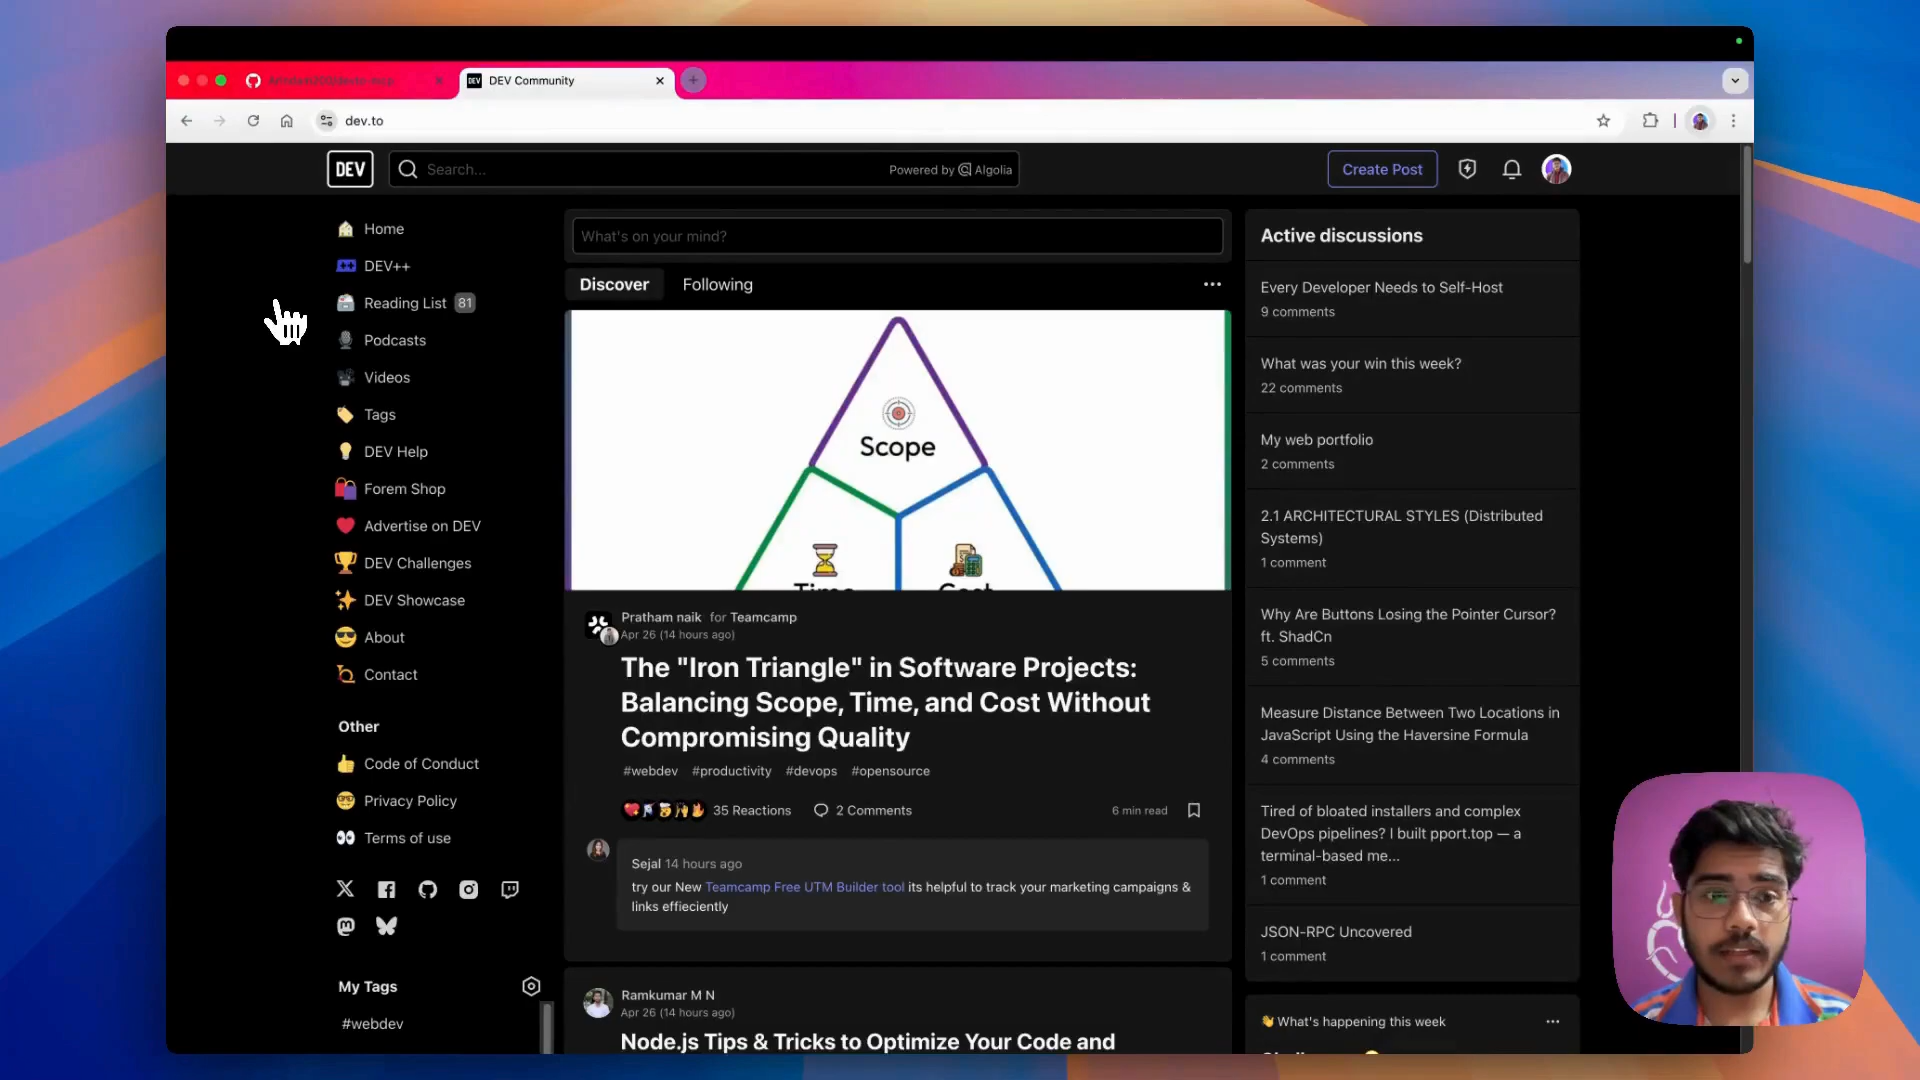 DEV Community
dev.to
DEV
Search...
Powered by Algolia
Create Post
Home
DEV++
Reading List 81
Podcasts
Videos
Tags
DEV Help
Forem Shop
Advertise on DEV
DEV Challenges
DEV Showcase
About
Contact
Other
Code of Conduct
Privacy Policy
Terms of use
My Tags
#webdev
What's on your mind?
Discover
Following
Scope
Time
Cost
Pratham naik for Teamcamp
Apr 26 (14 hours ago)
The "Iron Triangle" in Software Projects:
Balancing Scope, Time, and Cost Without
Compromising Quality
#webdev #productivity #devops #opensource
35 Reactions
2 Comments
6 min read
Sejal 14 hours ago
try our New Teamcamp Free UTM Builder tool its helpful to track your marketing campaigns &
links effieciently
Ramkumar M N
Apr 26 (14 hours ago)
Node.js Tips & Tricks to Optimize Your Code and
Active discussions
Every Developer Needs to Self-Host
9 comments
What was your win this week?
22 comments
My web portfolio
2 comments
2.1 ARCHITECTURAL STYLES (Distributed
Systems)
1 comment
Why Are Buttons Losing the Pointer Cursor?
ft. ShadCn
5 comments
Measure Distance Between Two Locations in
JavaScript Using the Haversine Formula
4 comments
Tired of bloated installers and complex
DevOps pipelines? I built pport.top — a
terminal-based me...
1 comment
JSON-RPC Uncovered
1 comment
What's happening this week